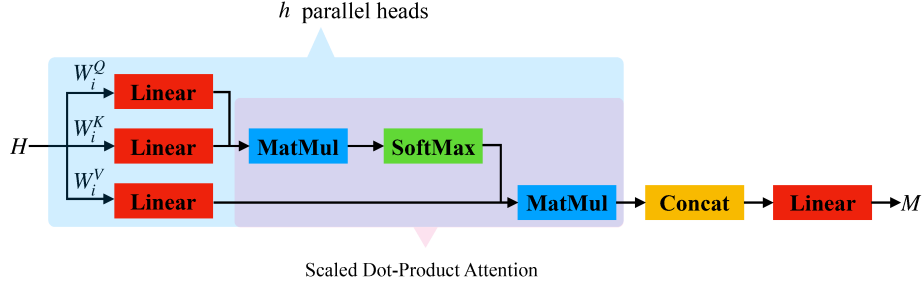 h parallel heads
W_i^Q
Linear
W_i^K
Linear
MatMul
SoftMax
H
W_i^V
Linear
MatMul
Concat
Linear
M
Scaled Dot-Product Attention